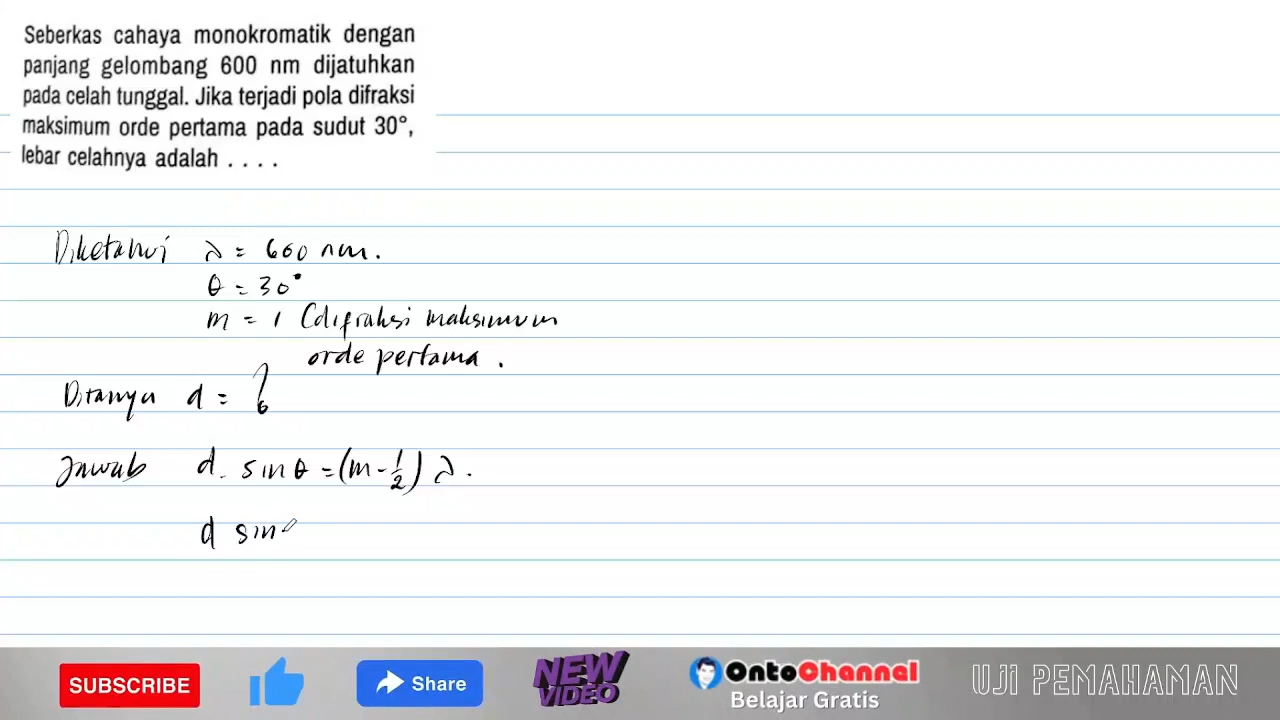 Seberkas cahaya monokromatik dengan
panjang gelombang 600 nm dijatuhkan
pada celah tunggal. Jika terjadi pola difraksi
maksimum orde pertama pada sudut 30°,
lebar celahnya adalah . . . .
Diketahui λ = 600 nm.
θ = 30°
m = 1 (difraksi maksimum
orde pertama .
Ditanya d = ?
Jawab d. sin θ = (m - 1/2) λ.
d sin
SUBSCRIBE
Share
NEW VIDEO
OntoChannel
Belajar Gratis
UJI PEMAHAMAN